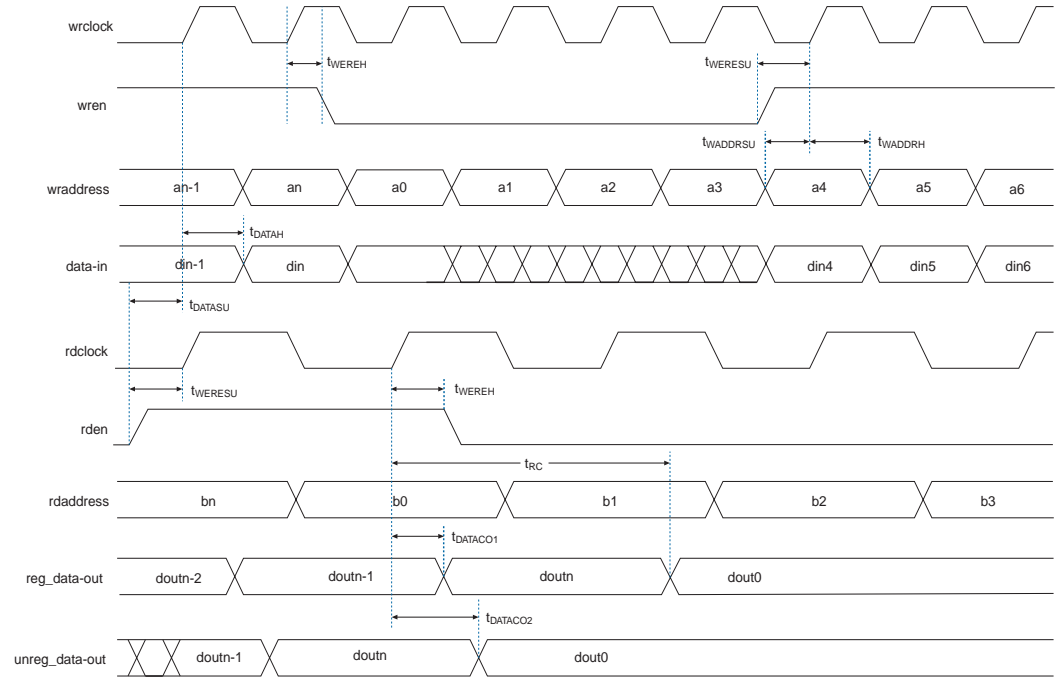 wrclock
tWEREH
tWERESU
wren
tWADDRSU
tWADDRH
wraddress an-1 an a0 a1 a2 a3 a4 a5 a6
tDATAH
data-in din-1 din din4 din5 din6
tDATASU
rdclock
tWERESU
tWEREH
rden
tRC
rdaddress bn b0 b1 b2 b3
tDATACO1
reg_data-out doutn-2 doutn-1 doutn dout0
tDATACO2
unreg_data-out doutn-1 doutn dout0